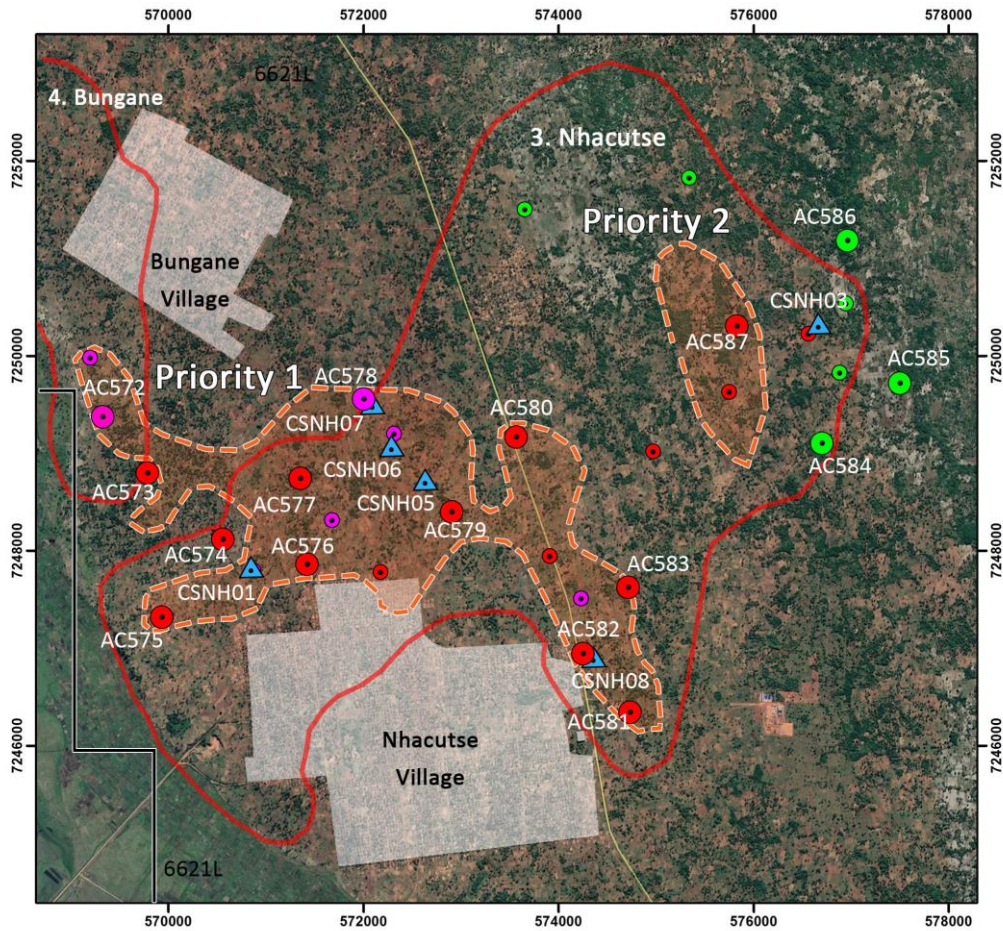 570000 572000 574000 576000 578000
6621L
4. Bungane
3. Nhacutse
7252000
7252000
Priority 2
AC586
Bungane
Village
CSNH03
7250000
7250000
AC587
Priority 1
AC578
AC572
AC585
AC580
CSNH07
CSNH06
AC584
AC573
AC577
CSNH05
AC579
7248000
7248000
AC574
AC576
AC583
CSNH01
AC575
AC582
CSNH08
AC581
7246000
7246000
Nhacutse
Village
6621L
570000 572000 574000 576000 578000